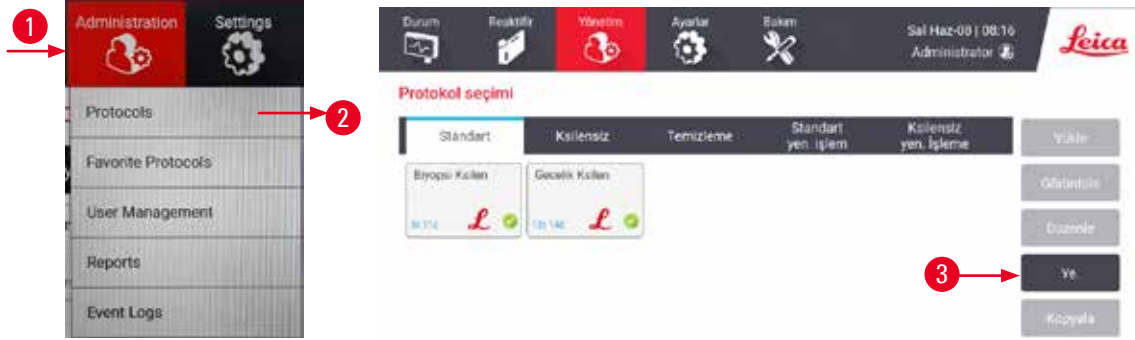 1
Administration
Settings
Protocols
2
Favorite Protocols
User Management
Reports
Event Logs
Durum
Reaktifir
Yönetim
Ayarlar
Bakım
Sal Haz-08 | 08:16
Administrator
Leica
Protokol seçimi
Standart
Ksilensiz
Temizleme
Standart
yen. işlem
Ksilensiz
yen. İşleme
Yükle
Biyopsi Ksilen
Gecelik Ksilen
Görüntüle
Düzenle
3
Ye
Kopyala